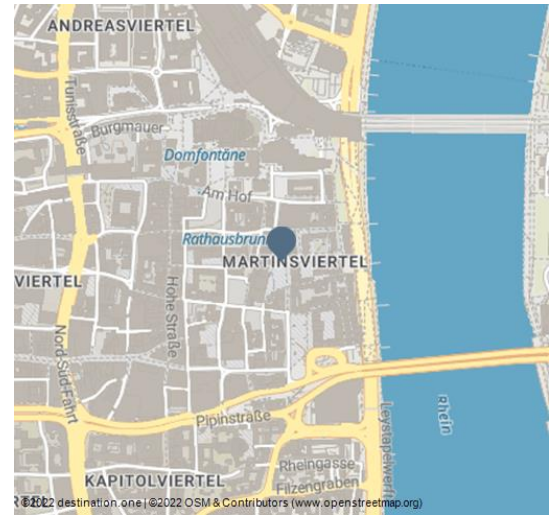 ANDREASVIERTEL
Tunisstraße
Burgmauer
Domfontäne
Am Hof
Rathausbrun
MARTINSVIERTEL
VIERTEL
Hohe Straße
Nord-Süd-Fahrt
Pipinstraße
Rhein
Rheingasse
Filzengraben
KAPITOLVIERTEL
©2022 destination.one | ©2022 OSM & Contributors (www.openstreetmap.org)